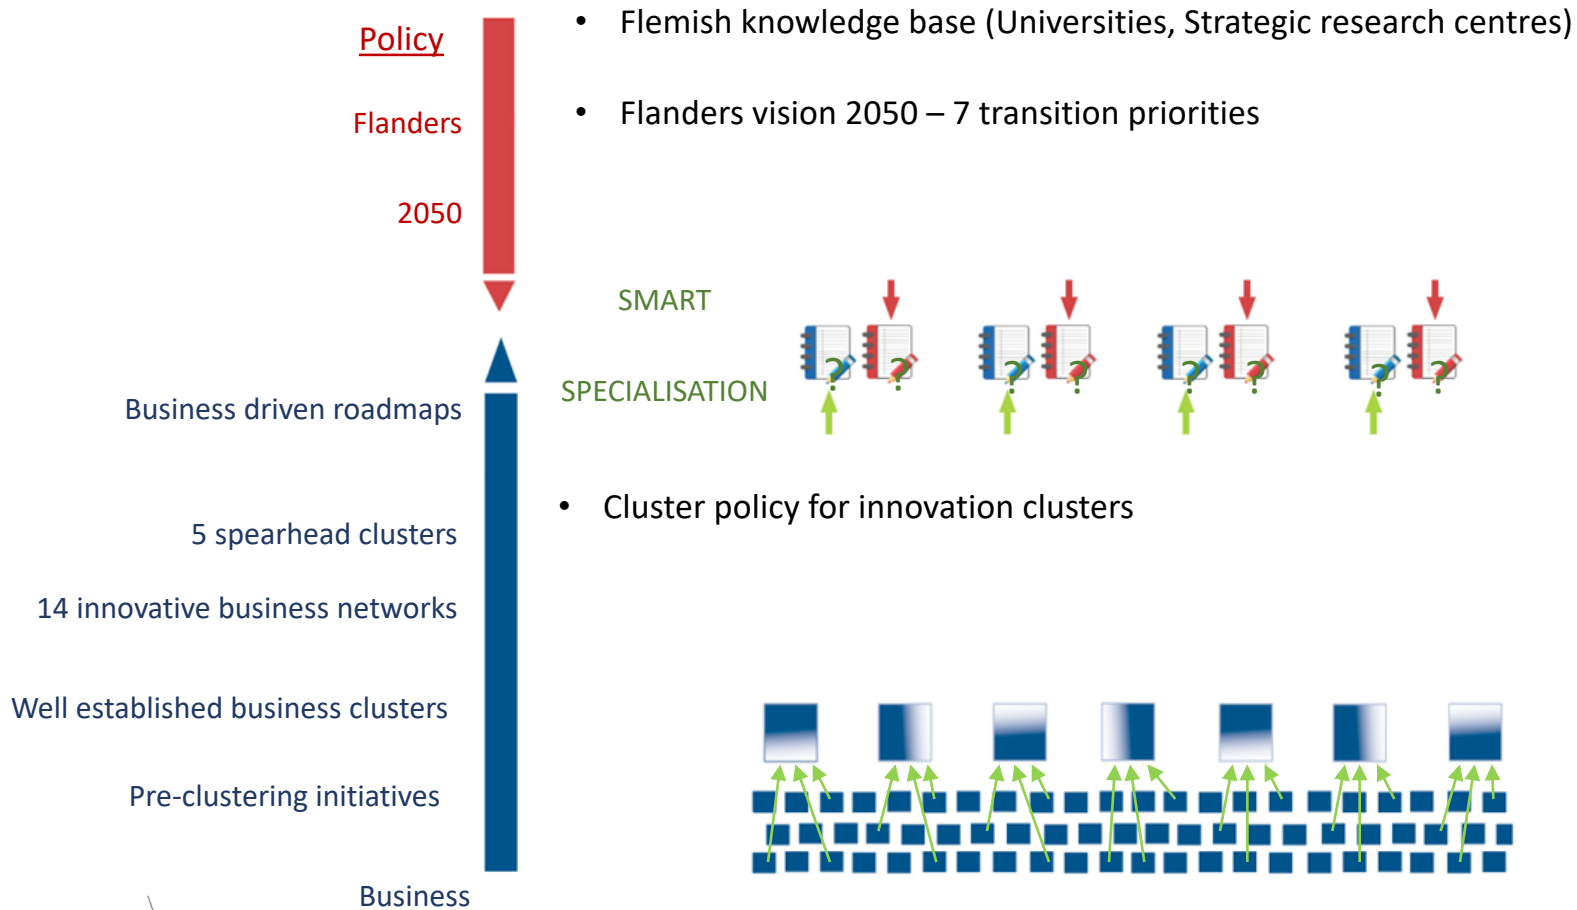 Policy
• Flemish knowledge base (Universities, Strategic research centres)
Flanders
• Flanders vision 2050 – 7 transition priorities
2050
SMART
SPECIALISATION
? ? ? ? ? ? ? ?
Business driven roadmaps
• Cluster policy for innovation clusters
5 spearhead clusters
14 innovative business networks
Well established business clusters
Pre-clustering initiatives
Business